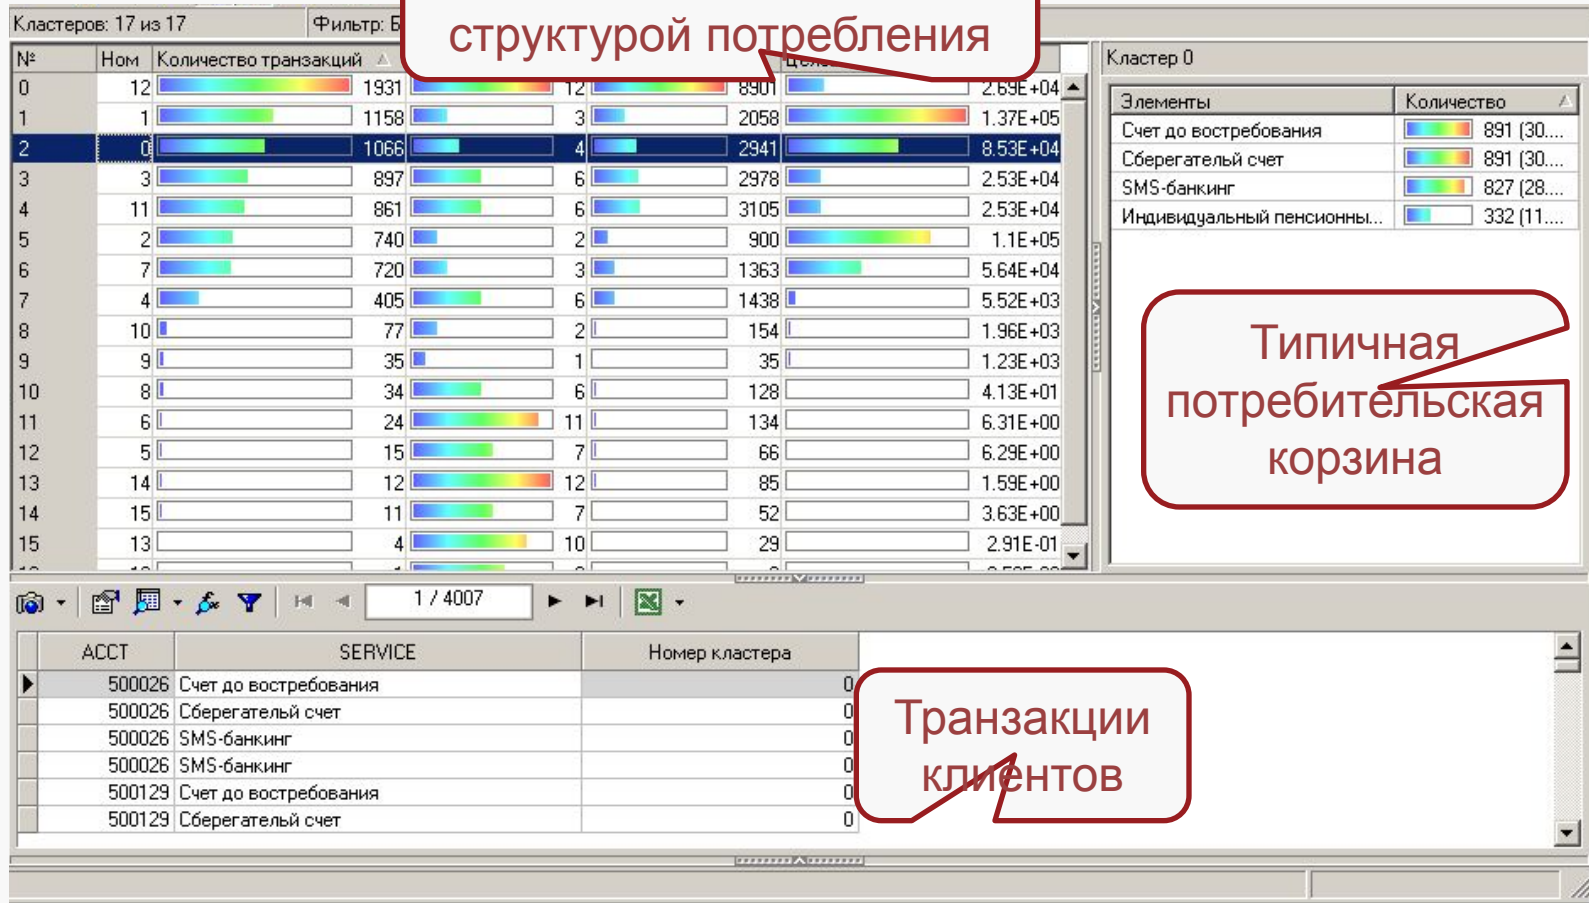 структурой потребления
Кластеров: 17 из 17 Фильтр: Б
№ Ном Количество транзакций
0 12 1931 12 8901 2.69E+04
1 1 1158 3 2058 1.37E+05
2 0 1066 4 2941 8.53E+04
3 3 897 6 2978 2.53E+04
4 11 861 6 3105 2.53E+04
5 2 740 2 900 1.1E+05
6 7 720 3 1363 5.64E+04
7 4 405 6 1438 5.52E+03
8 10 77 2 154 1.96E+03
9 9 35 1 35 1.23E+03
10 8 34 6 128 4.13E+01
11 6 24 11 134 6.31E+00
12 5 15 7 66 6.29E+00
13 14 12 12 85 1.59E+00
14 15 11 7 52 3.63E+00
15 13 4 10 29 2.91E-01
Кластер 0
Элементы Количество
Счет до востребования 891 (30....
Сберегателый счет 891 (30....
SMS-банкинг 827 (28....
Индивидуальный пенсионны... 332 (11....
Типичная
потребительская
корзина
1 / 4007
ACCT SERVICE Номер кластера
500026 Счет до востребования 0
500026 Сберегателый счет 0
500026 SMS-банкинг 0
500026 SMS-банкинг 0
500129 Счет до востребования 0
500129 Сберегателый счет 0
Транзакции
клиентов